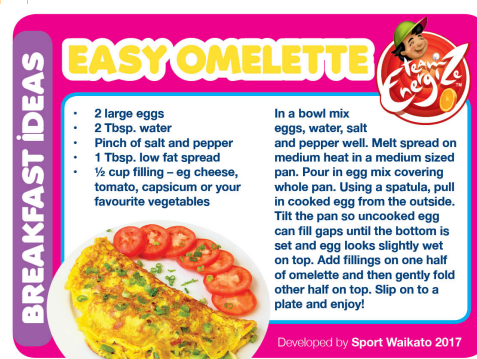 BREAKFAST IDEAS
EASY OMELETTE
Team
EnergiZe
TM
• 2 large eggs
• 2 Tbsp. water
• Pinch of salt and pepper
• 1 Tbsp. low fat spread
• ½ cup filling – eg cheese,
tomato, capsicum or your
favourite vegetables
In a bowl mix
eggs, water, salt
and pepper well. Melt spread on
medium heat in a medium sized
pan. Pour in egg mix covering
whole pan. Using a spatula, pull
in cooked egg from the outside.
Tilt the pan so uncooked egg
can fill gaps until the bottom is
set and egg looks slightly wet
on top. Add fillings on one half
of omelette and then gently fold
other half on top. Slip on to a
plate and enjoy!
Developed by Sport Waikato 2017